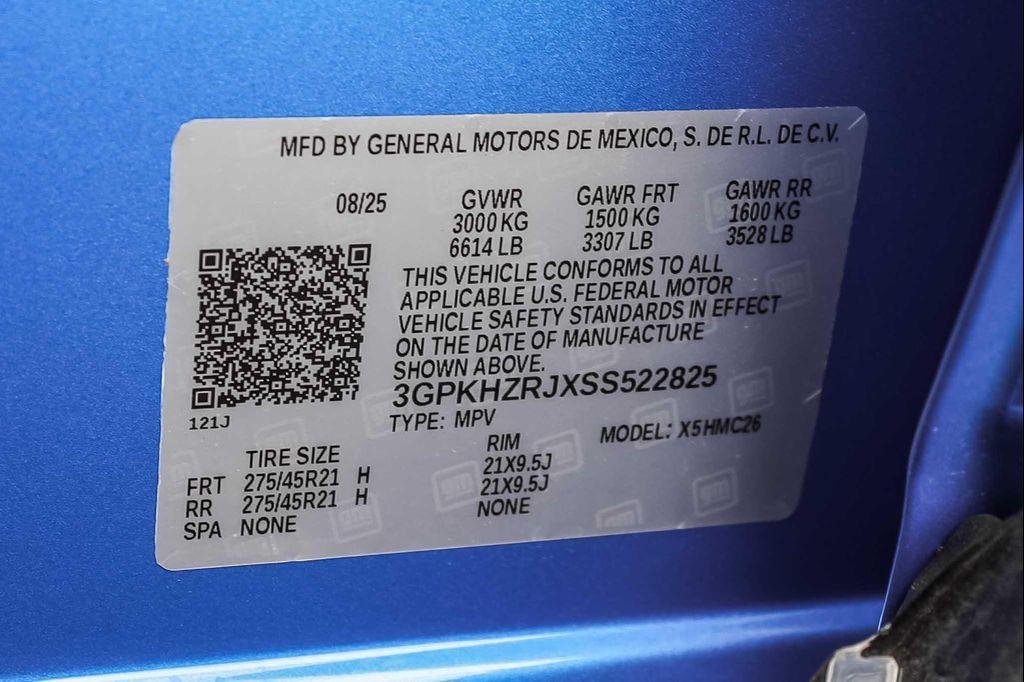 MFD BY GENERAL MOTORS DE MEXICO, S. DE R.L. DE C.V.
08/25 GVWR GAWR FRT GAWR RR
3000 KG 1500 KG 1600 KG
6614 LB 3307 LB 3528 LB
THIS VEHICLE CONFORMS TO ALL
APPLICABLE U.S. FEDERAL MOTOR
VEHICLE SAFETY STANDARDS IN EFFECT
ON THE DATE OF MANUFACTURE
SHOWN ABOVE.
3GPKHZRJXSS522825
121J
TYPE: MPV MODEL: X5HMC26
TIRE SIZE RIM
FRT 275/45R21 H 21X9.5J
RR 275/45R21 H 21X9.5J
SPA NONE NONE